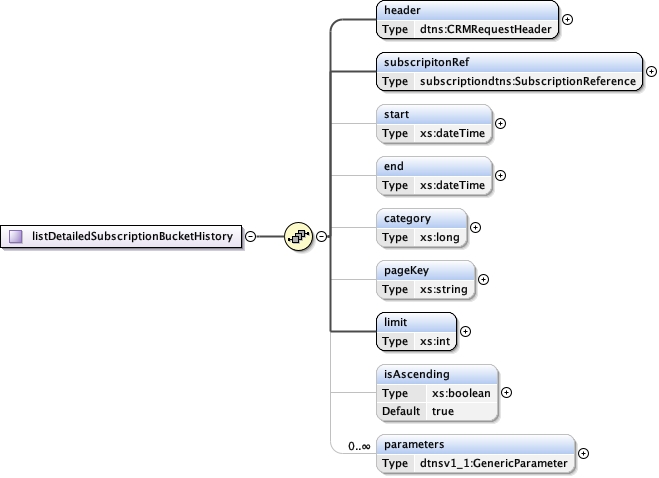 header
Type dtns:CRMRequestHeader
subscripitonRef
Type subscriptiondtns:SubscriptionReference
start
Type xs:dateTime
end
Type xs:dateTime
listDetailedSubscriptionBucketHistory
category
Type xs:long
pageKey
Type xs:string
limit
Type xs:int
isAscending
Type xs:boolean
Default true
0..∞
parameters
Type dtnsv1_1:GenericParameter